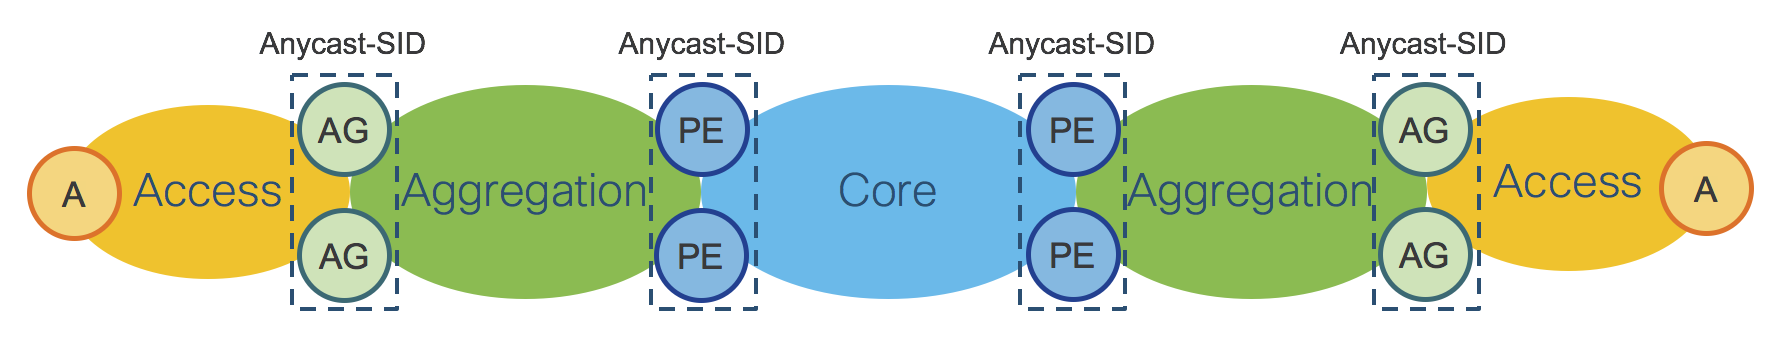 Anycast-SID Anycast-SID Anycast-SID Anycast-SID
AG PE PE AG
A Access Aggregation Core Aggregation Access A
AG PE PE AG